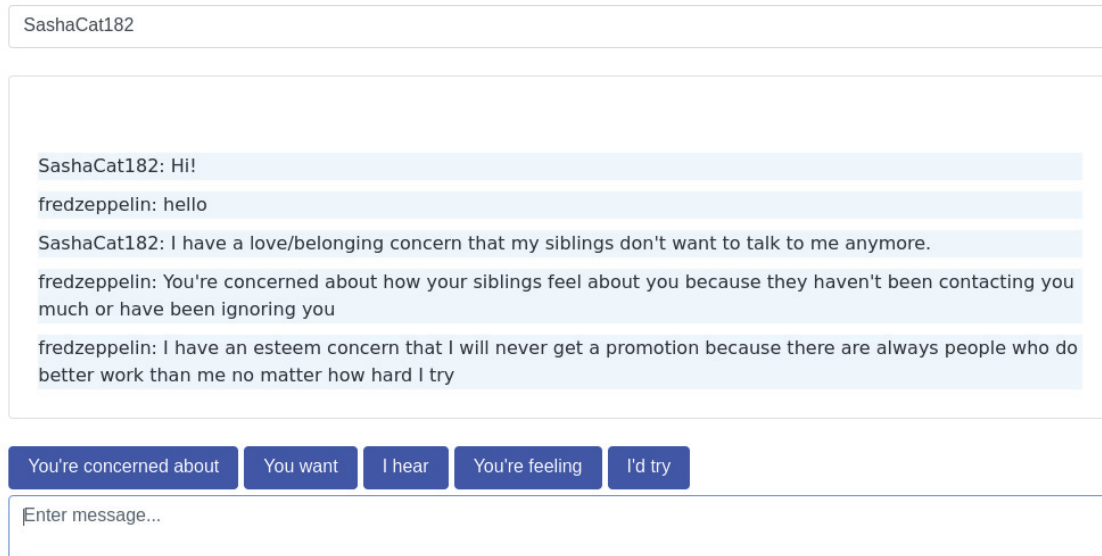 SashaCat182
SashaCat182: Hi!
fredzeppelin: hello
SashaCat182: I have a love/belonging concern that my siblings don't want to talk to me anymore.
fredzeppelin: You're concerned about how your siblings feel about you because they haven't been contacting you
much or have been ignoring you
fredzeppelin: I have an esteem concern that I will never get a promotion because there are always people who do
better work than me no matter how hard I try
You're concerned about You want I hear You're feeling I'd try
Enter message...